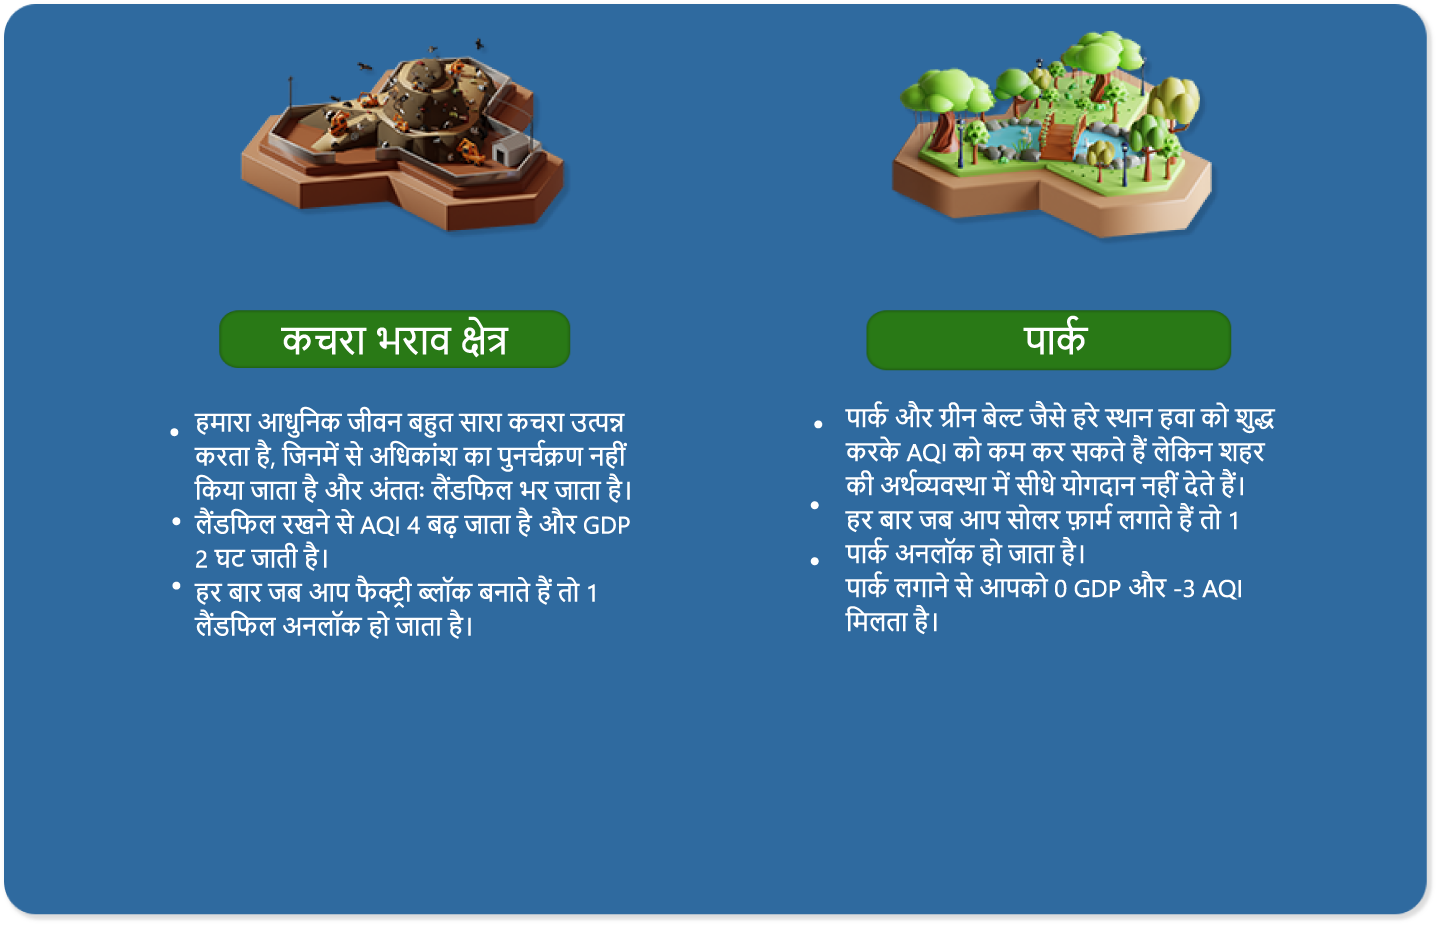 कचरा भराव क्षेत्र
• हमारा आधुनिक जीवन बहुत सारा कचरा उत्पन्न
करता है, जिनमें से अधिकांश का पुनर्चक्रण नहीं
किया जाता है और अंततः लैंडफिल भर जाता है।
• लैंडफिल रखने से AQI 4 बढ़ जाता है और GDP
2 घट जाती है।
• हर बार जब आप फैक्ट्री ब्लॉक बनाते हैं तो 1
लैंडफिल अनलॉक हो जाता है।
पार्क
• पार्क और ग्रीन बेल्ट जैसे हरे स्थान हवा को शुद्ध
करके AQI को कम कर सकते हैं लेकिन शहर
की अर्थव्यवस्था में सीधे योगदान नहीं देते हैं।
• हर बार जब आप सोलर फ़ार्म लगाते हैं तो 1
• पार्क अनलॉक हो जाता है।
पार्क लगाने से आपको 0 GDP और -3 AQI
मिलता है।